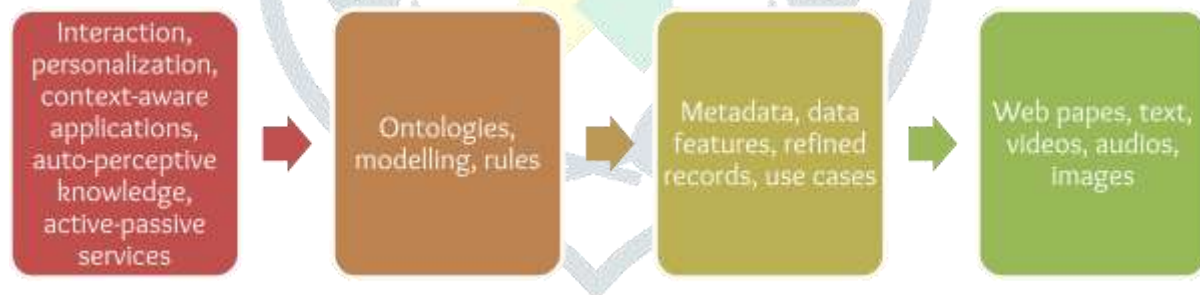 Interaction,
personalization,
context-aware
applications,
auto-perceptive
knowledge,
active-passive
services
Ontologies,
modelling, rules
Metadata, data
features, refined
records, use cases
Web papes, text,
videos, audios,
images